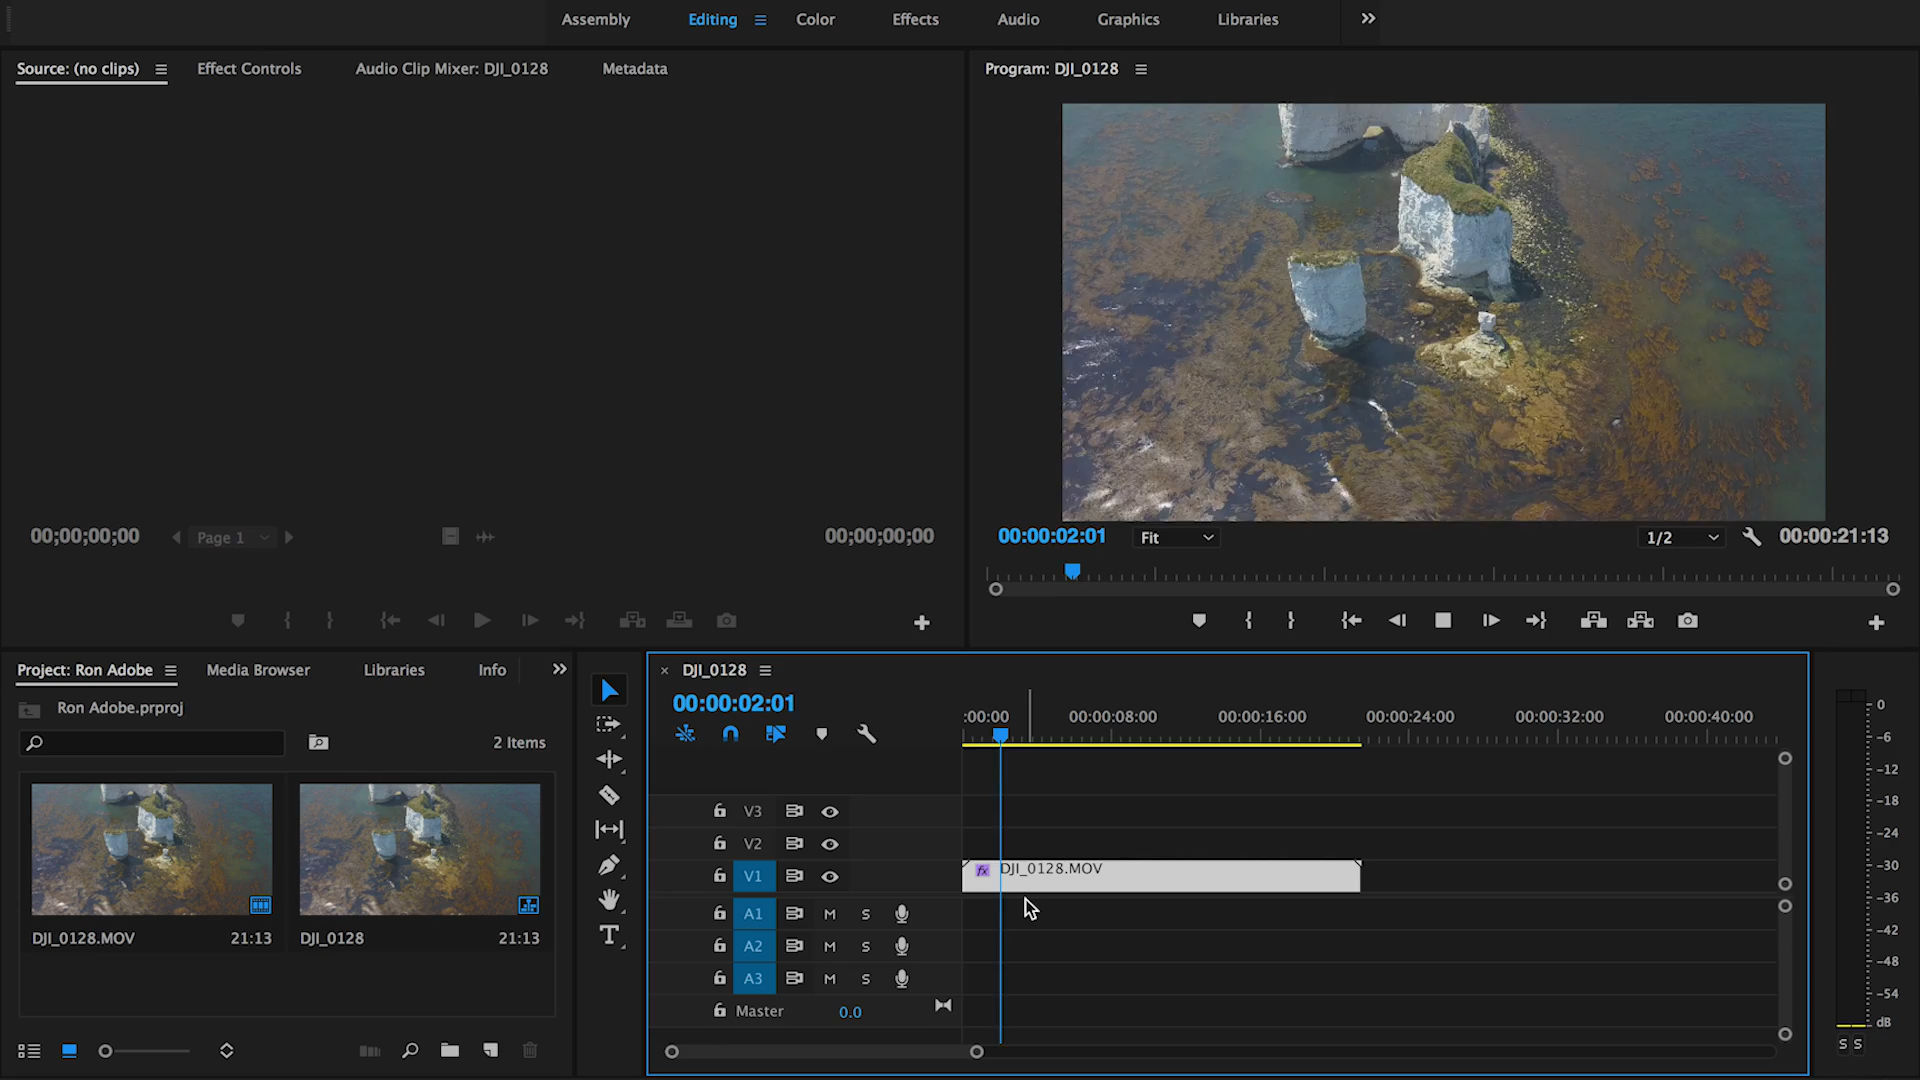 Assembly Editing Color Effects Audio Graphics Libraries
Source: (no clips) Effect Controls Audio Clip Mixer: DJI_0128 Metadata
Program: DJI_0128
00;00;00;00 Page 1 00;00;00;00
00:00:02:01 Fit 1/2 00:00:21:13
Project: Ron Adobe Media Browser Libraries Info
Ron Adobe.prproj
2 Items
DJI_0128.MOV 21:13 DJI_0128 21:13
DJI_0128
00:00:02:01
:00:00 00:00:08:00 00:00:16:00 00:00:24:00 00:00:32:00 00:00:40:00
V3
V2
V1 fx DJI_0128.MOV
A1 M S
A2 M S
A3 M S
Master 0.0
T
0
-6
-12
-18
-24
-30
-36
-42
-48
-54
dB
S S